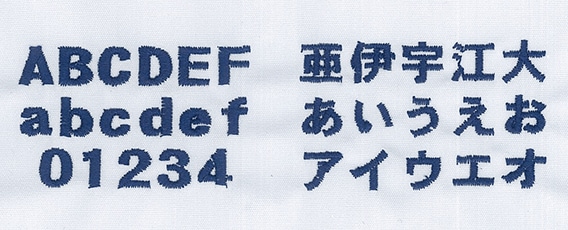 ABCDEF
abcdef
01234
亜伊宇江大
あいうえお
アイウエオ